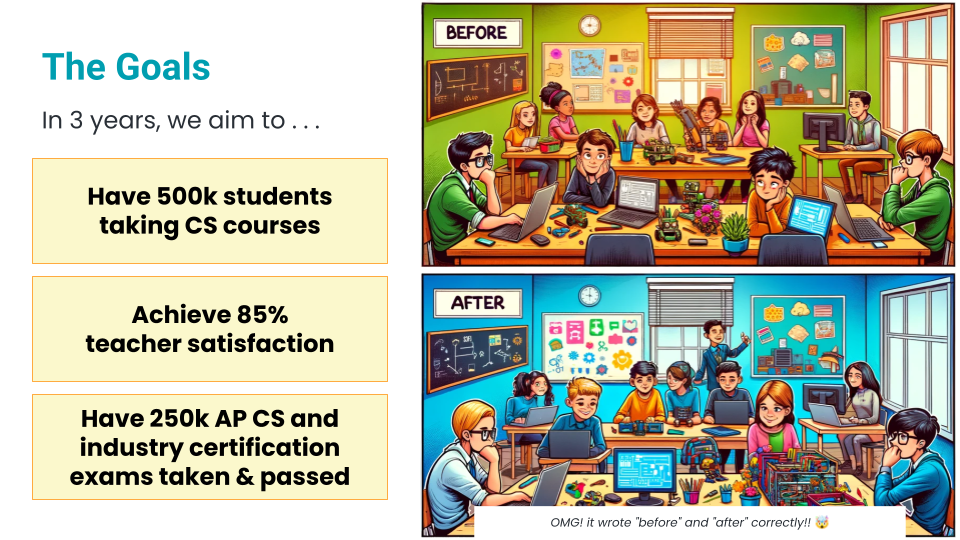 The Goals
In 3 years, we aim to . . .
Have 500k students
taking CS courses
Achieve 85%
teacher satisfaction
Have 250k AP CS and
industry certification
exams taken & passed
BEFORE
AFTER
OMG! it wrote "before" and "after" correctly!! 🤯